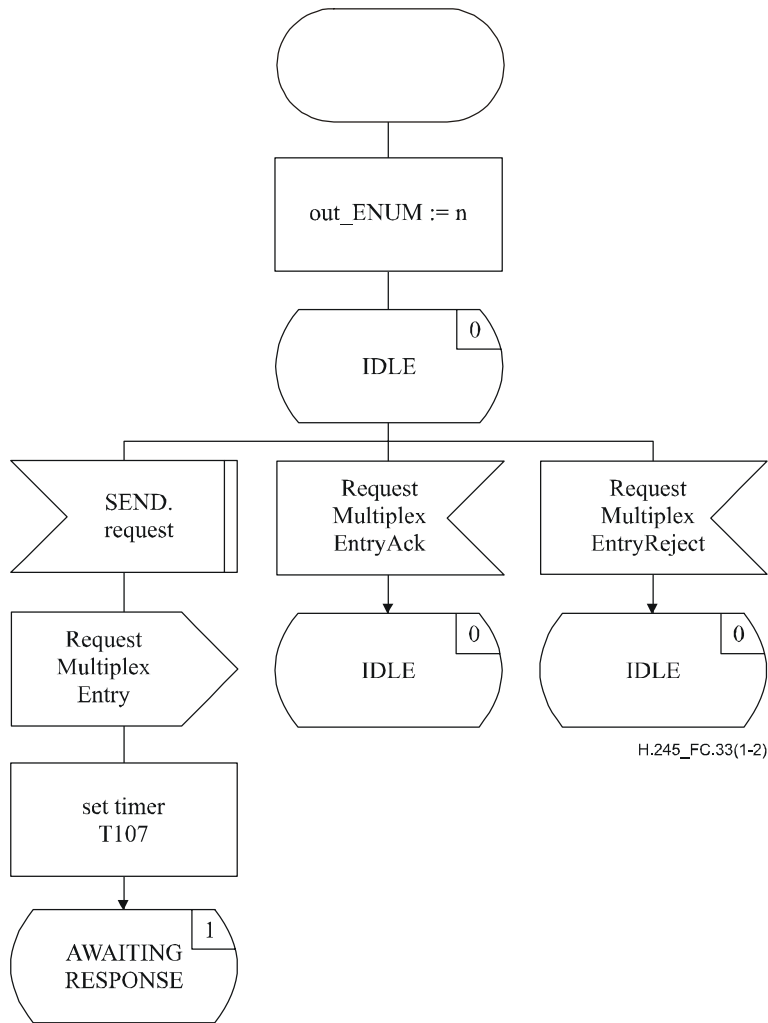 out_ENUM := n
0
IDLE
SEND.
request
Request
Multiplex
EntryAck
Request
Multiplex
EntryReject
Request
Multiplex
Entry
0
IDLE
0
IDLE
H.245_FC.33(1-2)
set timer
T107
1
AWAITING
RESPONSE